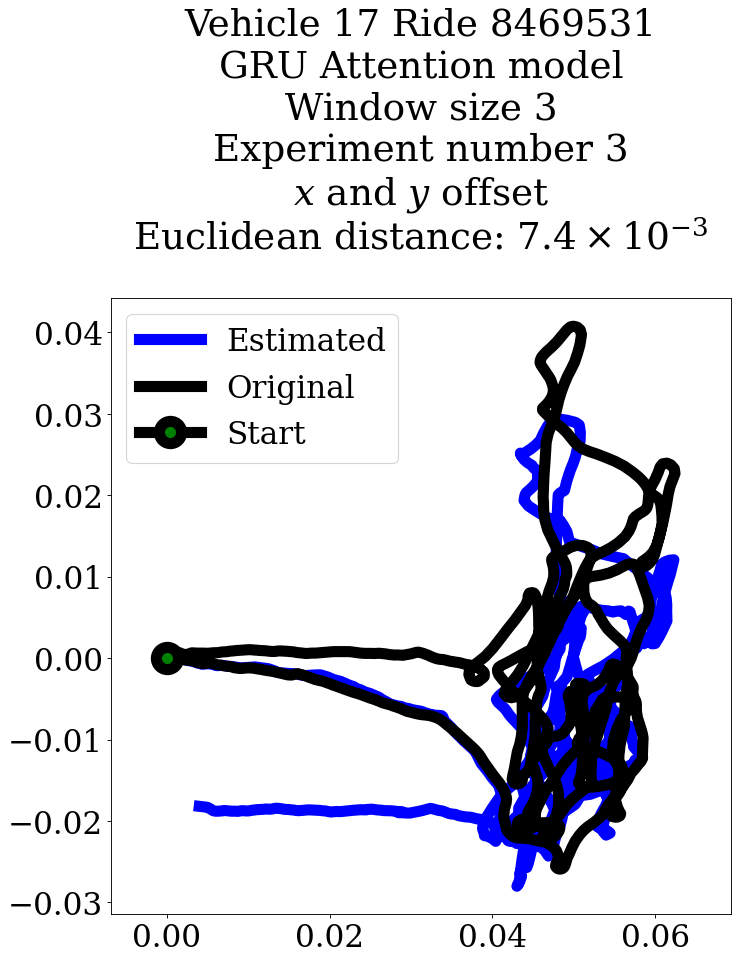 Vehicle 17 Ride 8469531
GRU Attention model
Window size 3
Experiment number 3
x and y offset
Euclidean distance: 7.4 × 10⁻³
Estimated
Original
Start
0.04
0.03
0.02
0.01
0.00
−0.01
−0.02
−0.03
0.00 0.02 0.04 0.06